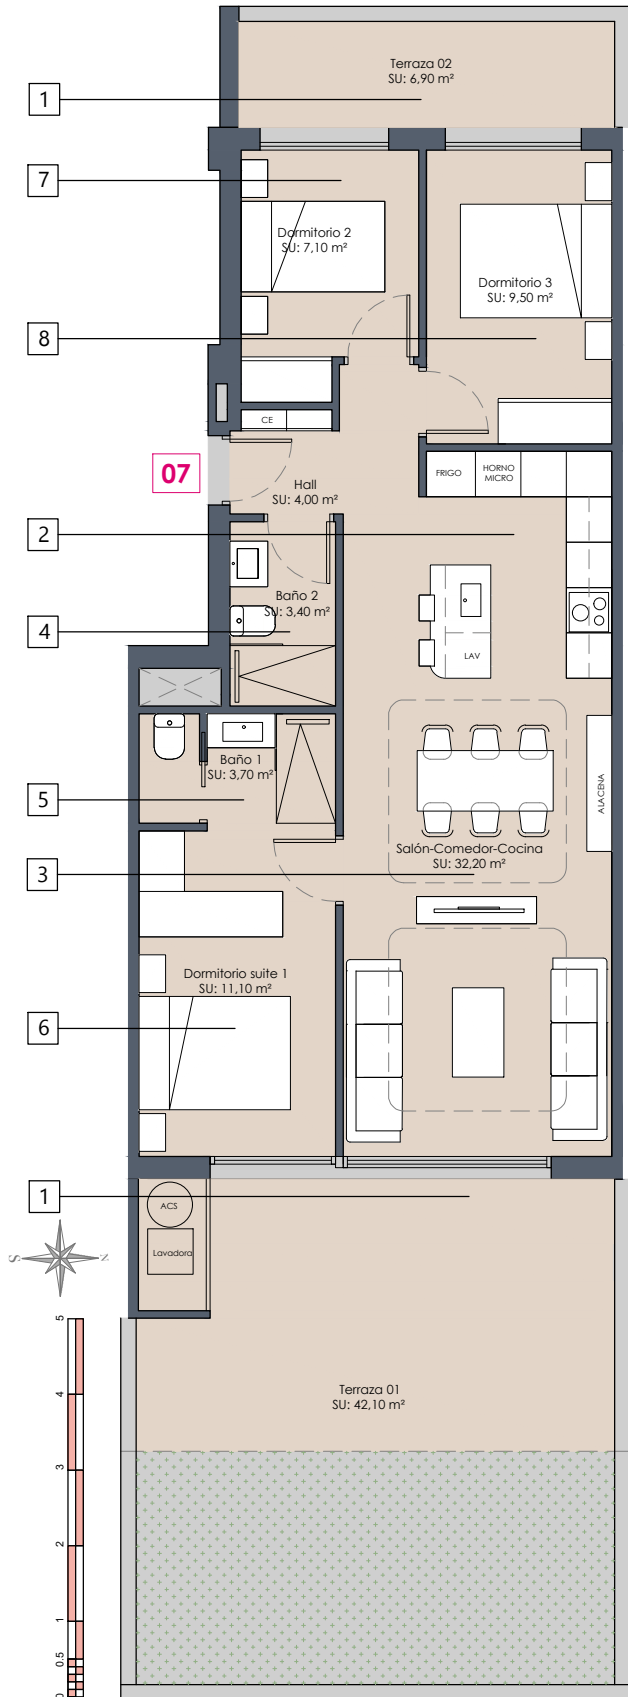 Terraza 02
SU: 6,90 m²
1
7
Dormitorio 2
SU: 7,10 m²
Dormitorio 3
SU: 9,50 m²
8
CE
07
Hall
SU: 4,00 m²
FRIGO
HORNO
MICRO
2
Baño 2
SU: 3,40 m²
4
LAV
Baño 1
SU: 3,70 m²
5
ALACENA
Salón-Comedor-Cocina
SU: 32,20 m²
3
Dormitorio suite 1
SU: 11,10 m²
6
1
ACS
Lavadora
S
N
Terraza 01
SU: 42,10 m²
5
4
3
2
1
0.5
0